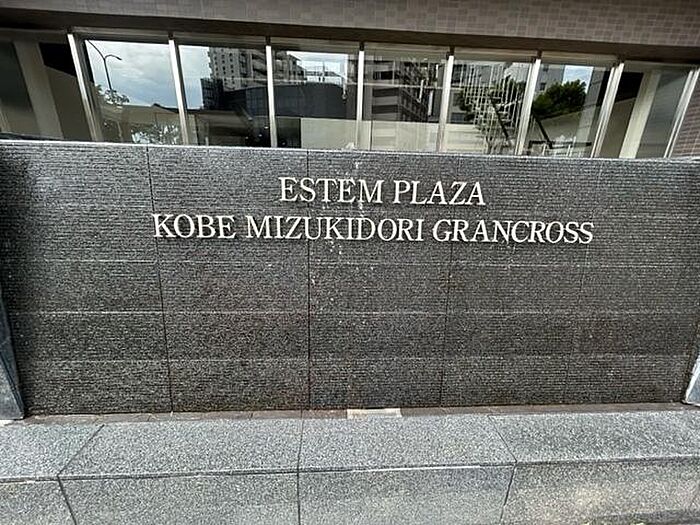 ESTEM PLAZA
KOBE MIZUKIDORI GRANCROSS